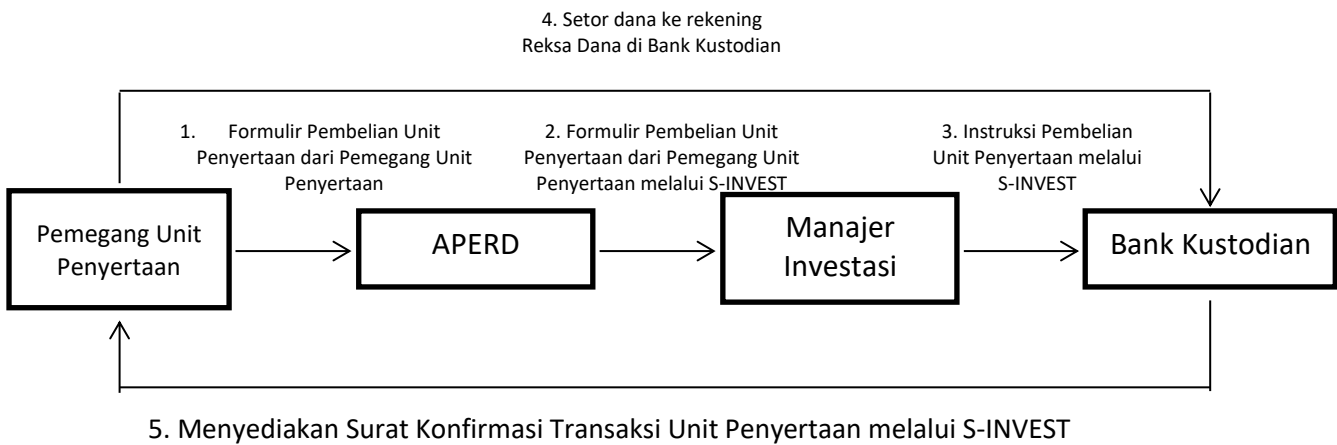 4. Setor dana ke rekening
Reksa Dana di Bank Kustodian
1. Formulir Pembelian Unit
Penyertaan dari Pemegang Unit
Penyertaan
2. Formulir Pembelian Unit
Penyertaan dari Pemegang Unit
Penyertaan melalui S-INVEST
3. Instruksi Pembelian
Unit Penyertaan melalui
S-INVEST
Pemegang Unit
Penyertaan
APERD
Manajer
Investasi
Bank Kustodian
5. Menyediakan Surat Konfirmasi Transaksi Unit Penyertaan melalui S-INVEST